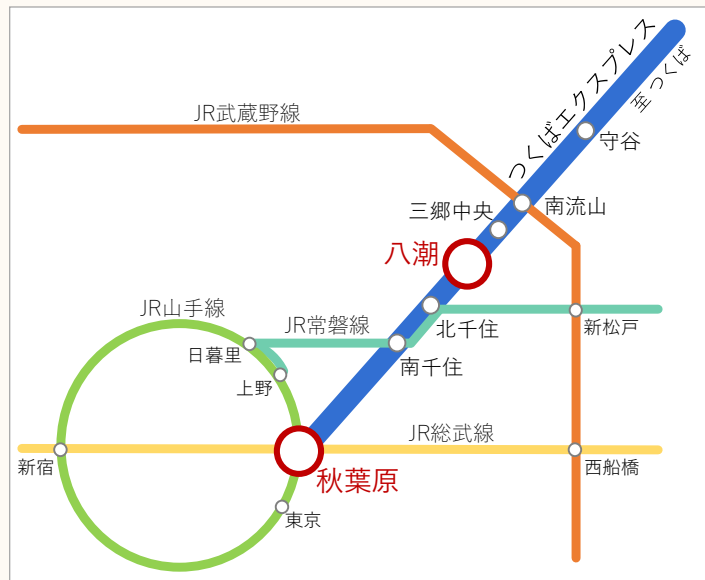 つくばエクスプレス
至つくば
JR武蔵野線
守谷
三郷中央
南流山
八潮
JR山手線
JR常磐線
北千住
新松戸
日暮里
南千住
上野
JR総武線
新宿
秋葉原
西船橋
東京